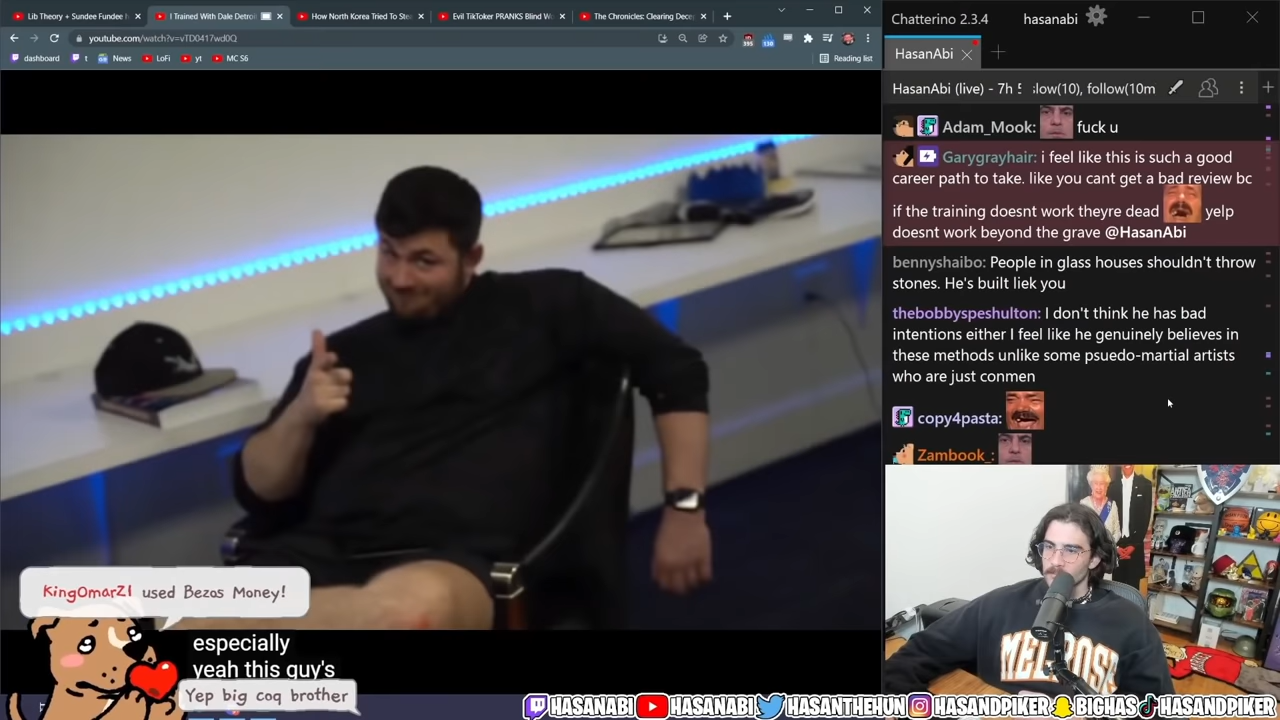 Lib Theory + Sundee Fundee
I Trained With Dale Detro
How North Korea Tried To Ste
Evil TikToker PRANKS Blind W
The Chronicles: Clearing Dece
youtube.com/watch?v=vTD0417wd0Q
dashboard
t
News
LoFi
yt
MC S6
Reading list
395
130
Chatterino 2.3.4
hasanabi
HasanAbi
HasanAbi (live) - 7h
slow(10), follow(10m
Adam_Mook: fuck u
Garygrayhair: i feel like this is such a good
career path to take. like you cant get a bad review bc
if the training doesnt work theyre dead yelp
doesnt work beyond the grave @HasanAbi
bennyshaibo: People in glass houses shouldn't throw
stones. He's built liek you
thebobbyspeshulton: I don't think he has bad
intentions either I feel like he genuinely believes in
these methods unlike some psuedo-martial artists
who are just conmen
copy4pasta:
Zambook_:
KingOmarZ1 used Bezos Money!
especially
yeah this guy's
Yep big coq brother
MELROSE
HASANABI
HASANABI
HASANTHEHUN
HASANDPIKER
BIGHAS
HASANDPIKER